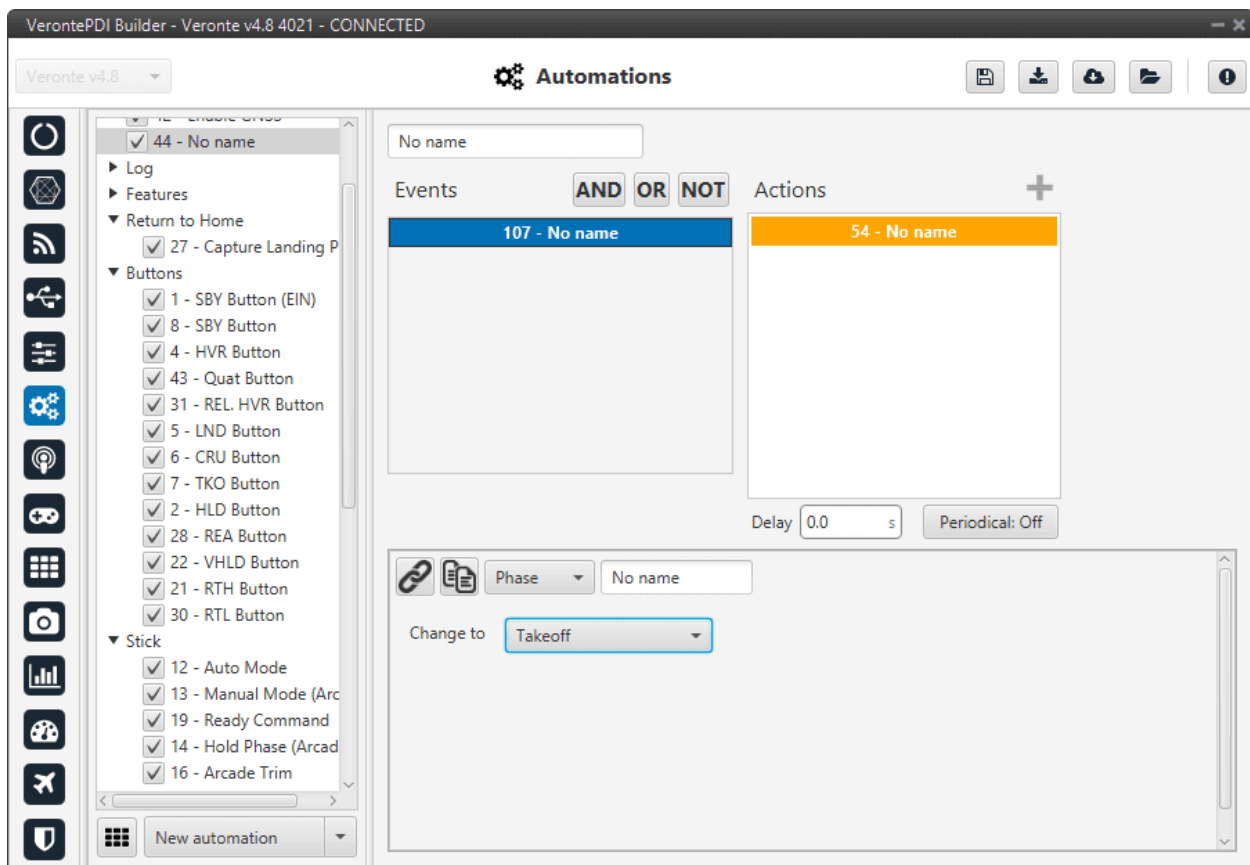 VerontePDI Builder - Veronte v4.8 4021 - CONNECTED
Veronte v4.8
Automations
44 - No name
Log
Features
Return to Home
27 - Capture Landing P
Buttons
1 - SBY Button (EIN)
8 - SBY Button
4 - HVR Button
43 - Quat Button
31 - REL. HVR Button
5 - LND Button
6 - CRU Button
7 - TKO Button
2 - HLD Button
28 - REA Button
22 - VHLD Button
21 - RTH Button
30 - RTL Button
Stick
12 - Auto Mode
13 - Manual Mode (Arc
19 - Ready Command
14 - Hold Phase (Arcad
16 - Arcade Trim
New automation
No name
Events AND OR NOT
107 - No name
Actions
54 - No name
Delay 0.0 s Periodical: Off
Phase No name
Change to Takeoff